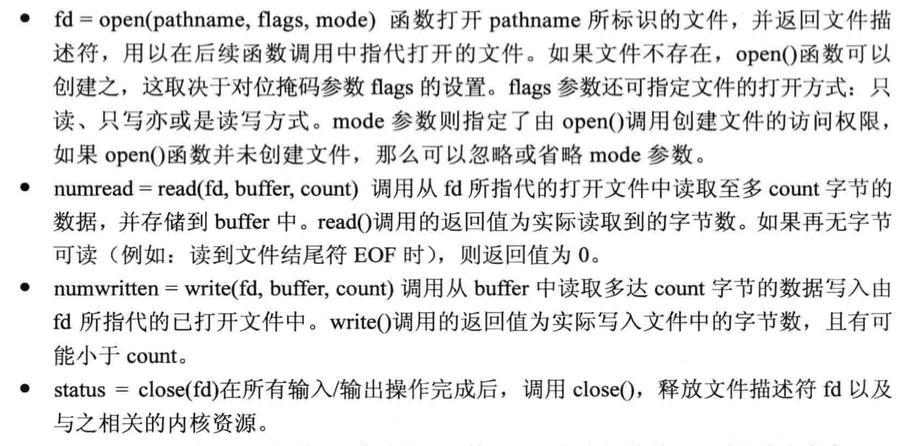 • fd = open(pathname, flags, mode) 函数打开 pathname 所标识的文件，并返回文件描
述符，用以在后续函数调用中指代打开的文件。如果文件不存在，open()函数可以
创建之，这取决于对位掩码参数 flags 的设置。flags 参数还可指定文件的打开方式：只
读、只写亦或是读写方式。mode 参数则指定了由 open()调用创建文件的访问权限，
如果 open()函数并未创建文件，那么可以忽略或省略 mode 参数。
• numread = read(fd, buffer, count) 调用从 fd 所指代的打开文件中读取至多 count 字节的
数据，并存储到 buffer 中。read()调用的返回值为实际读取到的字节数。如果再无字节
可读（例如：读到文件结尾符 EOF 时），则返回值为 0。
• numwritten = write(fd, buffer, count) 调用从 buffer 中读取多达 count 字节的数据写入由
fd 所指代的已打开文件中。write()调用的返回值为实际写入文件中的字节数，且有可
能小于 count。
• status = close(fd)在所有输入/输出操作完成后，调用 close()，释放文件描述符 fd 以及
与之相关的内核资源。